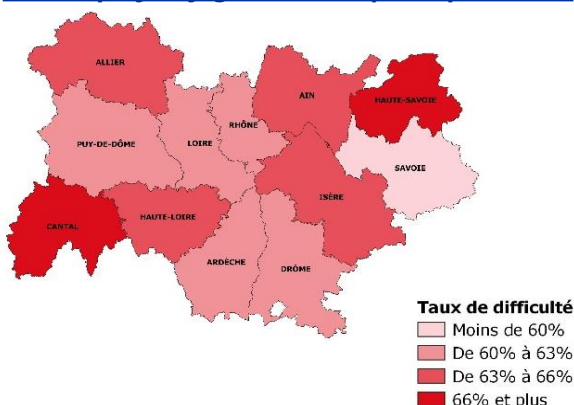 ALLIER
AIN
HAUTE-SAVOIE
RHÔNE
PUY-DE-DÔME
LOIRE
SAVOIE
ISÈRE
HAUTE-LOIRE
CANTAL
ARDÈCHE
DRÔME
Taux de difficulté
Moins de 60%
De 60% à 63%
De 63% à 66%
66% et plus